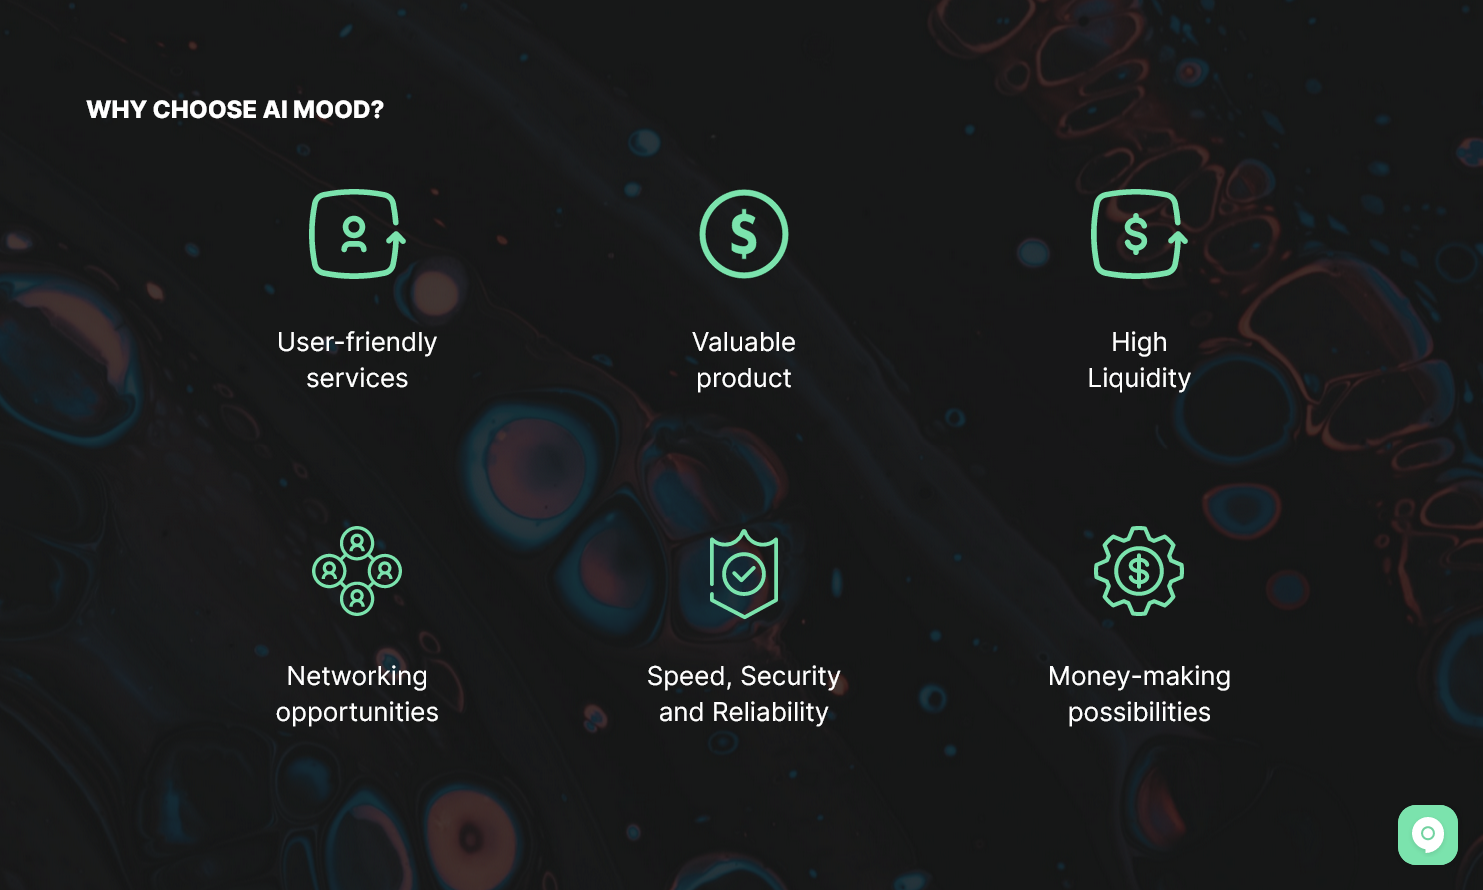 WHY CHOOSE AI MOOD?
User-friendly
services
Valuable
product
High
Liquidity
Networking
opportunities
Speed, Security
and Reliability
Money-making
possibilities